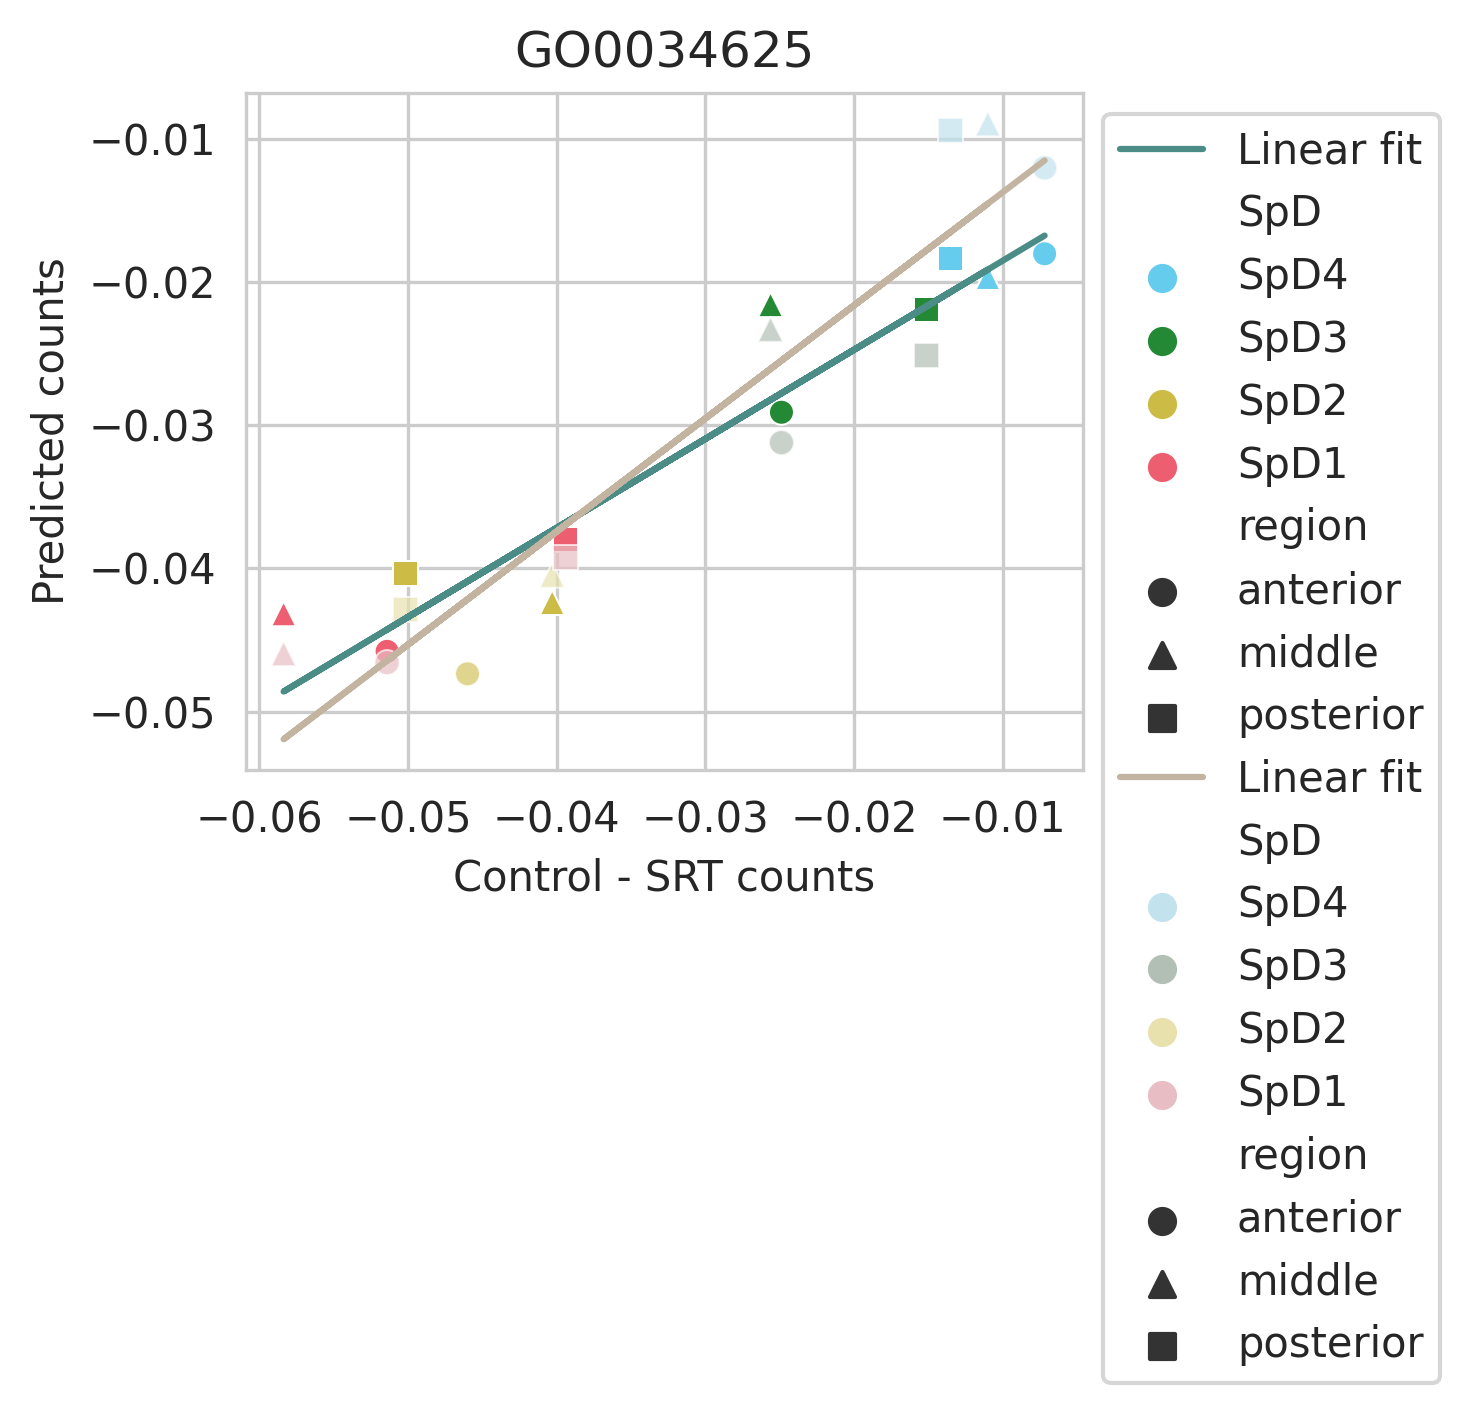 GO0034625
−0.01
−0.02
−0.03
−0.04
−0.05
Predicted counts
−0.06 −0.05 −0.04 −0.03 −0.02 −0.01
Control - SRT counts
Linear fit
SpD
SpD4
SpD3
SpD2
SpD1
region
anterior
middle
posterior
Linear fit
SpD
SpD4
SpD3
SpD2
SpD1
region
anterior
middle
posterior